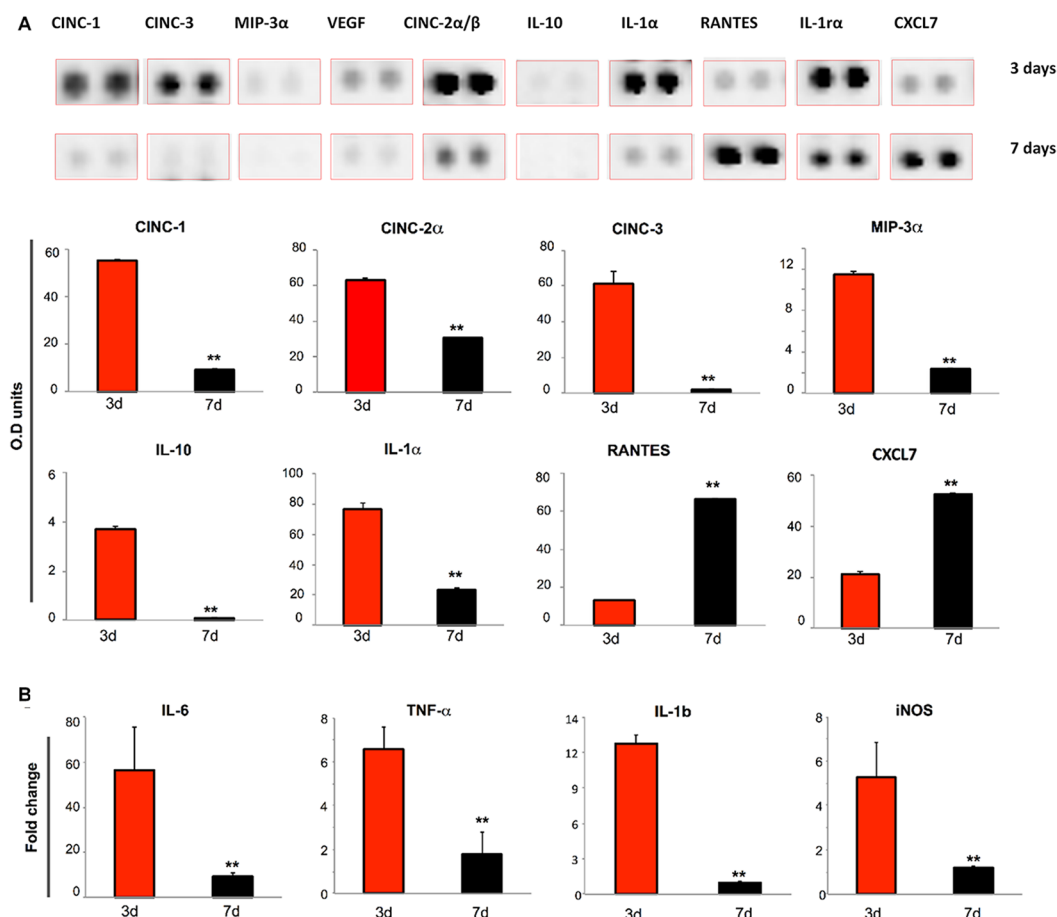 A
CINC-1 CINC-3 MIP-3α VEGF CINC-2α/β IL-10 IL-1α RANTES IL-1rα CXCL7
3 days
7 days
O.D units
CINC-1
60
40
20
0
3d 7d
**
CINC-2α
80
60
40
20
0
3d 7d
**
CINC-3
80
60
40
20
0
3d 7d
**
MIP-3α
12
8
4
2
0
3d 7d
**
IL-10
6
4
2
0
3d 7d
**
IL-1α
100
80
60
40
20
0
3d 7d
**
RANTES
80
60
40
20
0
3d 7d
**
CXCL7
60
40
20
0
3d 7d
**
B
Fold change
IL-6
80
60
40
20
0
3d 7d
**
TNF-α
8
6
4
2
0
3d 7d
**
IL-1b
14
12
9
6
3
0
3d 7d
**
iNOS
8
6
4
2
0
3d 7d
**